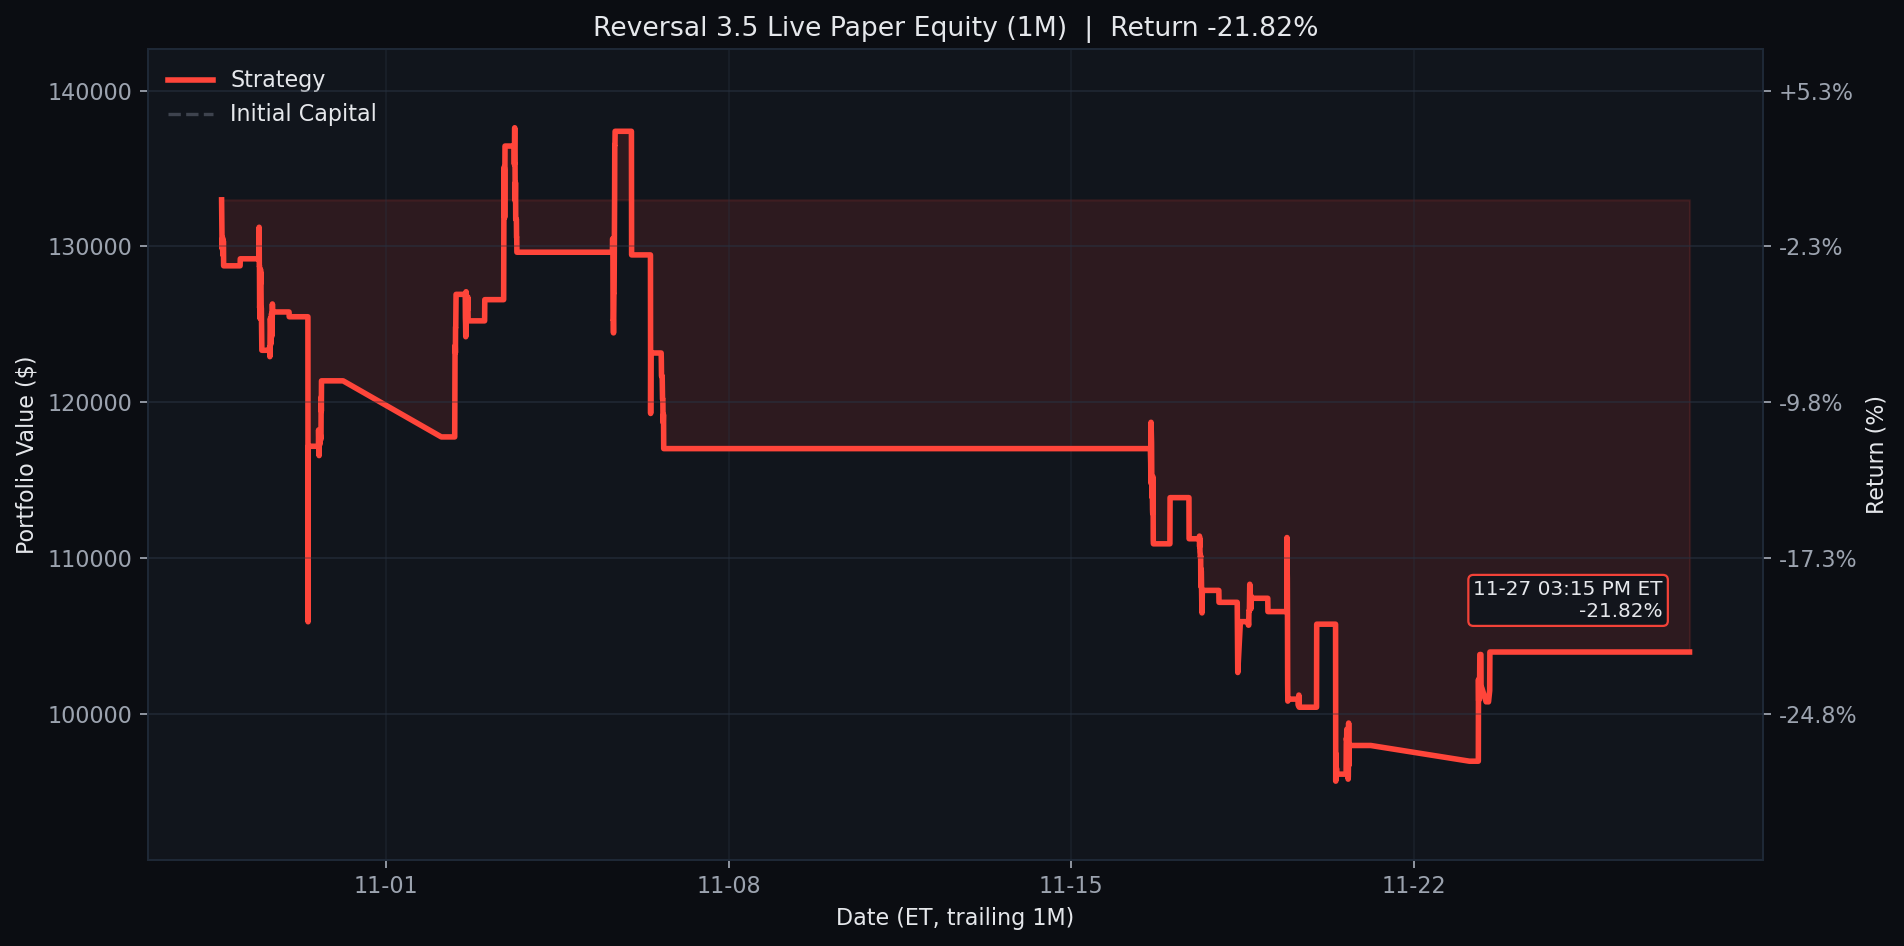 Reversal 3.5 Live Paper Equity (1M)  |  Return -21.82%
Strategy
Initial Capital
140000
130000
120000
110000
100000
Portfolio Value ($)
+5.3%
-2.3%
-9.8%
-17.3%
-24.8%
Return (%)
11-27 03:15 PM ET
-21.82%
11-01
11-08
11-15
11-22
Date (ET, trailing 1M)